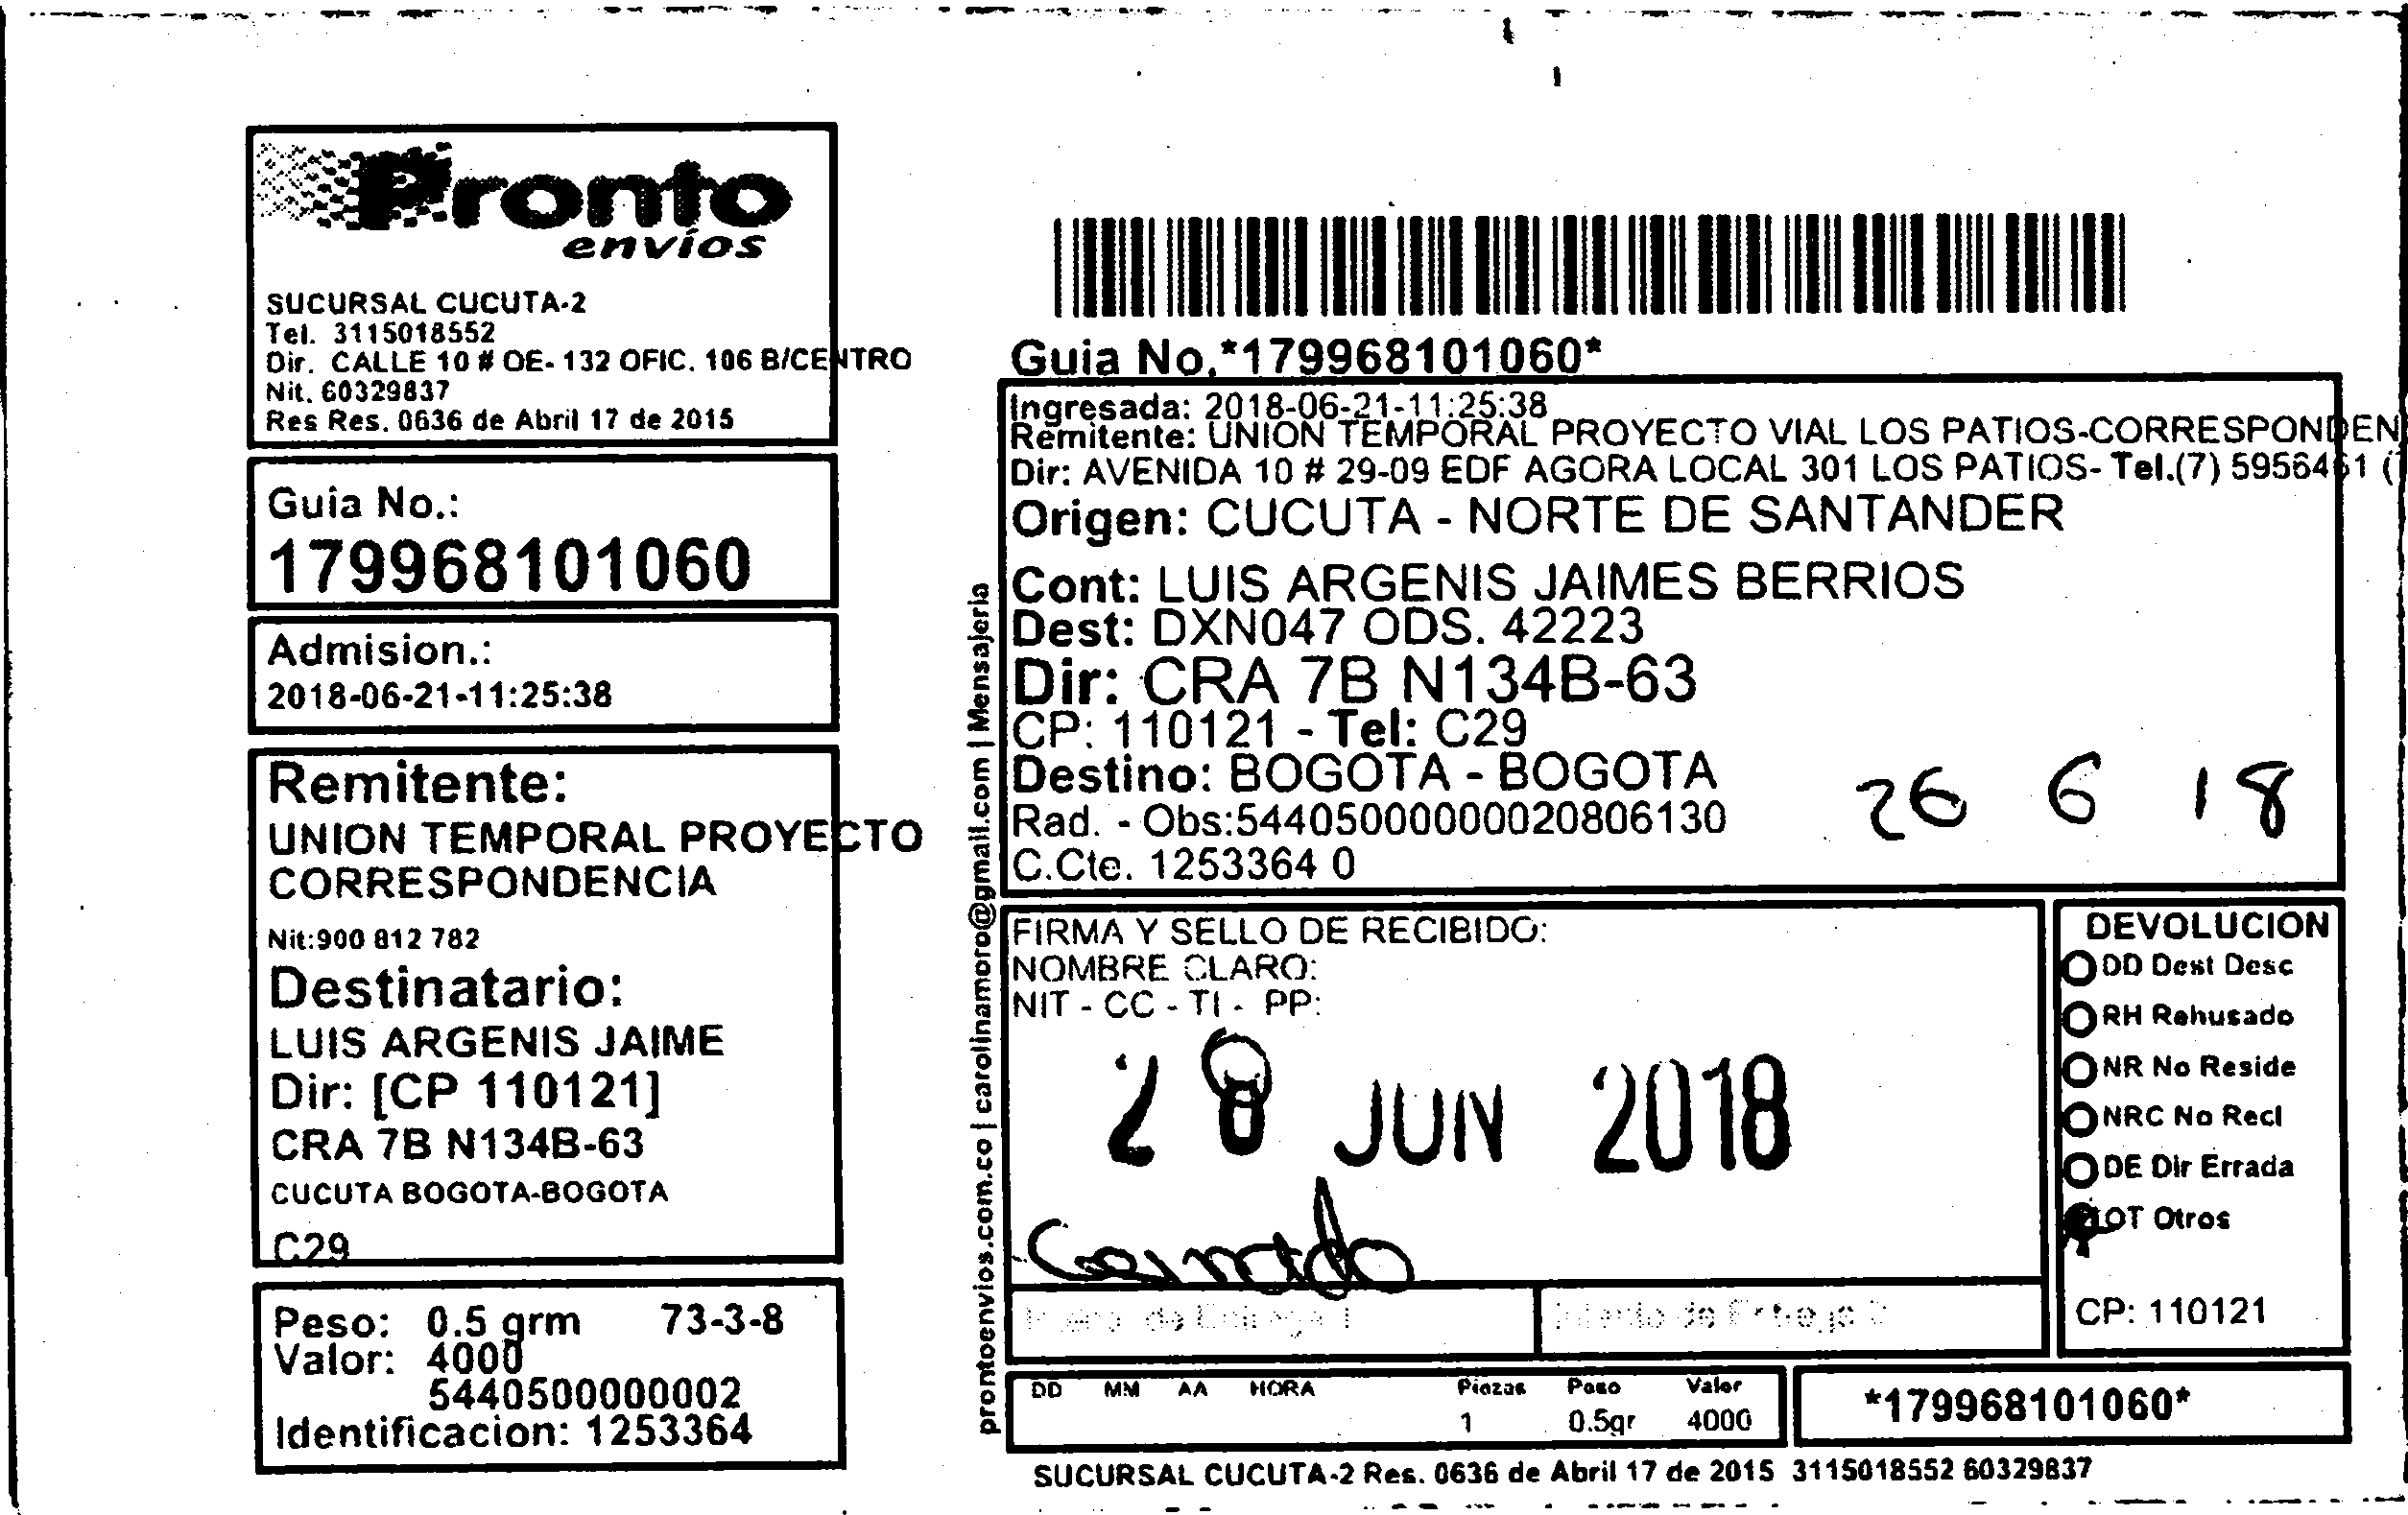 Pronto
envíos
SUCURSAL CUCUTA-2
Tel. 3115018552
Dir. CALLE 10 # OE- 132 OFIC. 106 B/CENTRO
Nit. 60329837
Res Res. 0636 de Abril 17 de 2015
Guia No.:
179968101060
Admision.:
2018-06-21-11:25:38
Remitente:
UNION TEMPORAL PROYECTO
CORRESPONDENCIA
Nit:900 812 782
Destinatario:
LUIS ARGENIS JAIME
Dir: [CP 110121]
CRA 7B N134B-63
CUCUTA BOGOTA-BOGOTA
C29
Peso: 0.5 grm 73-3-8
Valor: 4000
5440500000002
Identificacion: 1253364
prontoenvios.com.co | carolinamoro@gmail.com | Mensajeria
Guia No.*179968101060*
Ingresada: 2018-06-21-11:25:38
Remitente: UNION TEMPORAL PROYECTO VIAL LOS PATIOS-CORRESPONDEN
Dir: AVENIDA 10 # 29-09 EDF AGORA LOCAL 301 LOS PATIOS- Tel.(7) 5956461 (
Origen: CUCUTA - NORTE DE SANTANDER
Cont: LUIS ARGENIS JAIMES BERRIOS
Dest: DXN047 ODS. 42223
Dir: CRA 7B N134B-63
CP: 110121 - Tel: C29
Destino: BOGOTA - BOGOTA
Rad. - Obs:544050000000020806130
C.Cte. 1253364 0
26 6 18
FIRMA Y SELLO DE RECIBIDO:
NOMBRE CLARO:
NIT - CC - TI - PP:
JUN 2018
DEVOLUCION
DD Dest Desc
RH Rehusado
NR No Reside
NRC No Recl
DE Dir Errada
OT Otros
CP: 110121
DD MM AA HORA Piezas Peso Valor
1 0.5gr 4000
*179968101060*
SUCURSAL CUCUTA-2 Res. 0636 de Abril 17 de 2015 3115018552 60329837